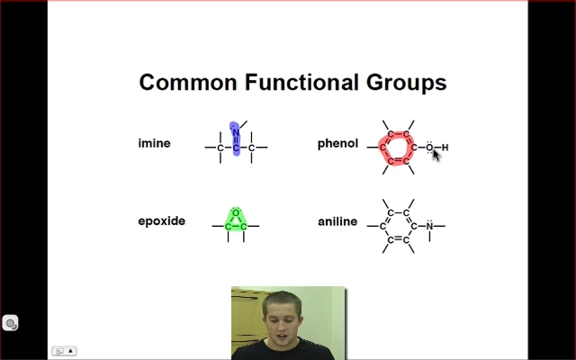 Common Functional Groups
imine
N
C C C
phenol
C C
C C O H
C C
epoxide
O
C C
aniline
C C
C C N
C C